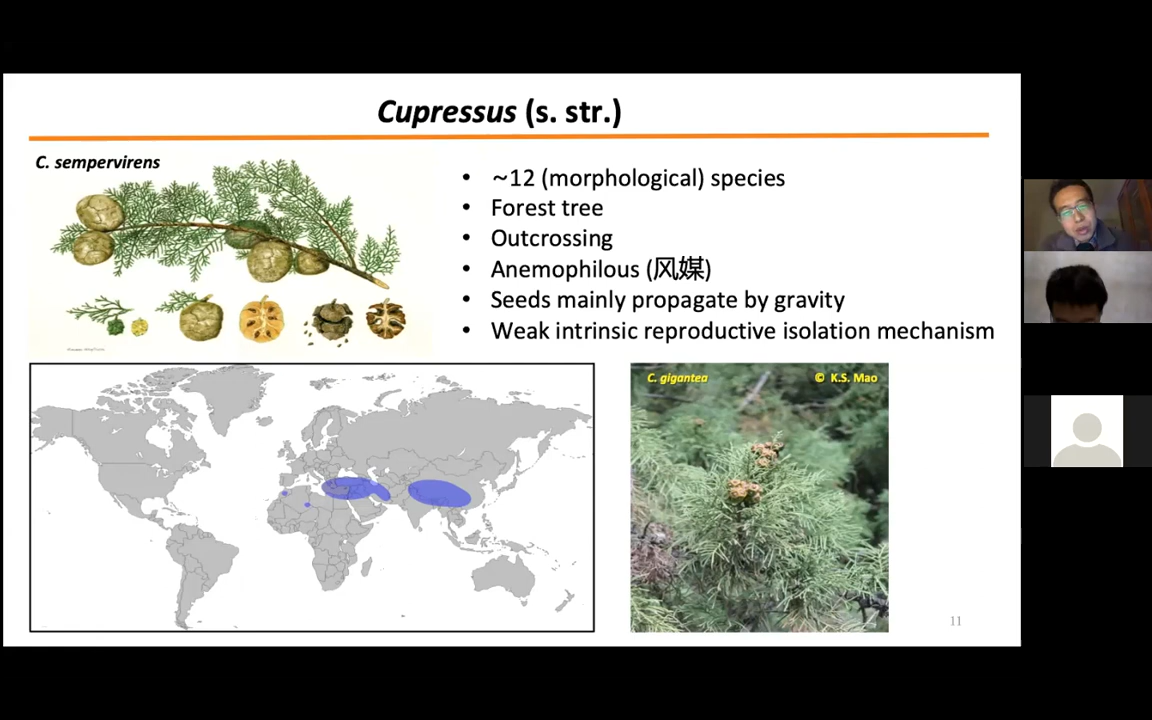 Cupressus (s. str.)
C. sempervirens
• ~12 (morphological) species
• Forest tree
• Outcrossing
• Anemophilous (风媒)
• Seeds mainly propagate by gravity
• Weak intrinsic reproductive isolation mechanism
C. gigantea
© K.S. Mao
11